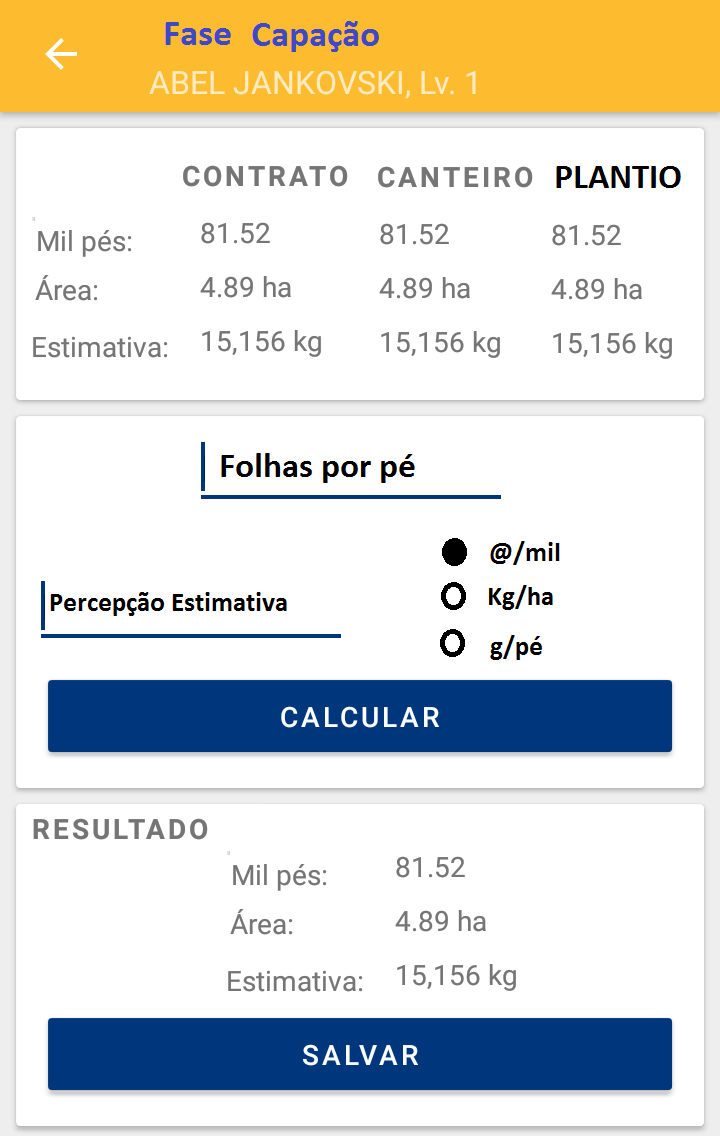 Fase Capação
ABEL JANKOVSKI, Lv. 1
CONTRATO CANTEIRO PLANTIO
Mil pés: 81.52 81.52 81.52
Área: 4.89 ha 4.89 ha 4.89 ha
Estimativa: 15,156 kg 15,156 kg 15,156 kg
Folhas por pé
@/mil
Percepção Estimativa Kg/ha
g/pé
CALCULAR
RESULTADO
Mil pés: 81.52
Área: 4.89 ha
Estimativa: 15,156 kg
SALVAR